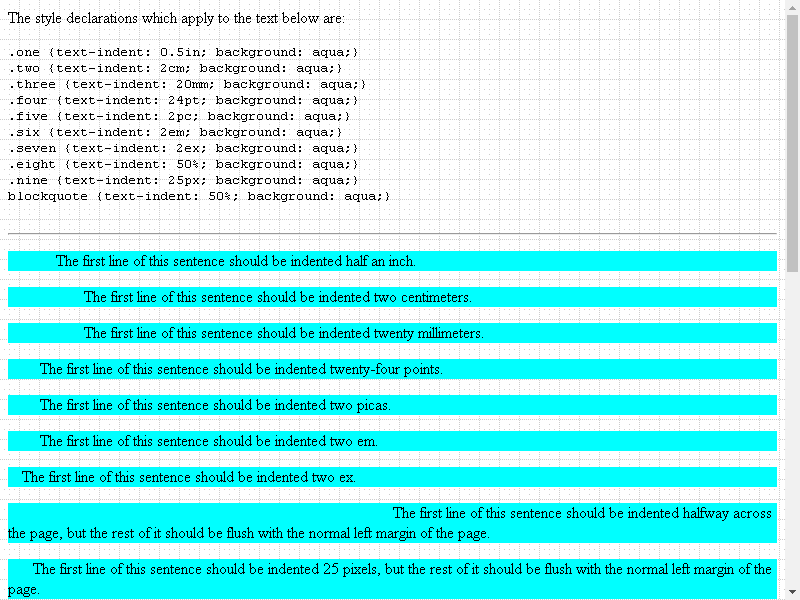 The style declarations which apply to the text below are:
.one {text-indent: 0.5in; background: aqua;}
.two {text-indent: 2cm; background: aqua;}
.three {text-indent: 20mm; background: aqua;}
.four {text-indent: 24pt; background: aqua;}
.five {text-indent: 2pc; background: aqua;}
.six {text-indent: 2em; background: aqua;}
.seven {text-indent: 2ex; background: aqua;}
.eight {text-indent: 50%; background: aqua;}
.nine {text-indent: 25px; background: aqua;}
blockquote {text-indent: 50%; background: aqua;}
The first line of this sentence should be indented half an inch.
The first line of this sentence should be indented two centimeters.
The first line of this sentence should be indented twenty millimeters.
The first line of this sentence should be indented twenty-four points.
The first line of this sentence should be indented two picas.
The first line of this sentence should be indented two em.
The first line of this sentence should be indented two ex.
The first line of this sentence should be indented halfway across
the page, but the rest of it should be flush with the normal left margin of the page.
The first line of this sentence should be indented 25 pixels, but the rest of it should be flush with the normal left margin of the
page.